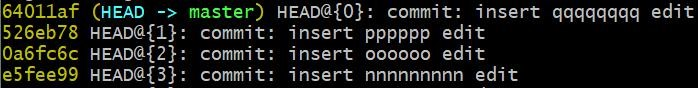 64011af (HEAD -> master) HEAD@{0}: commit: insert qqqqqqqq edit
526eb78 HEAD@{1}: commit: insert pppppp edit
0a6fc6c HEAD@{2}: commit: insert oooooo edit
e5fee99 HEAD@{3}: commit: insert nnnnnnnnn edit